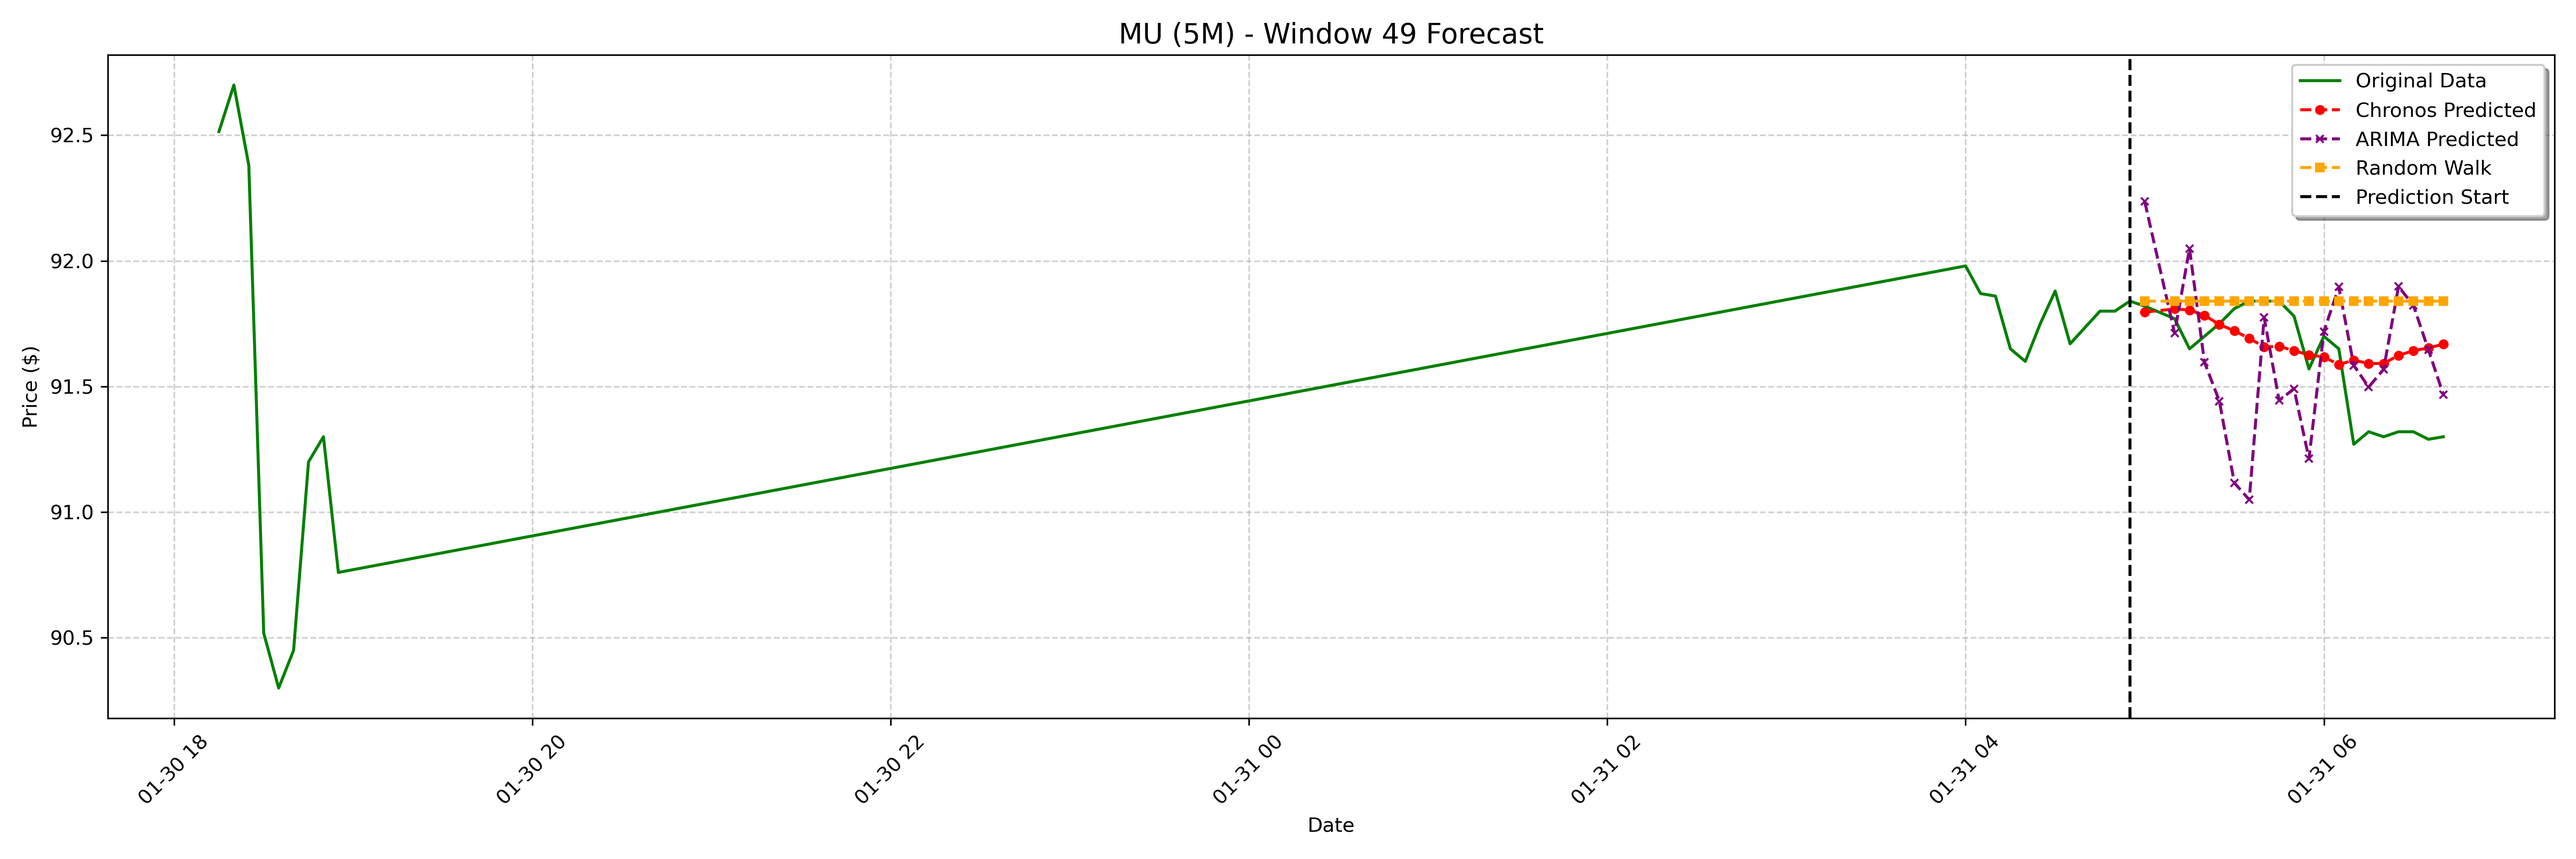 MU (5M) - Window 49 Forecast
Original Data
Chronos Predicted
ARIMA Predicted
Random Walk
Prediction Start
Price ($)
92.5
92.0
91.5
91.0
90.5
01-30 18
01-30 20
01-30 22
01-31 00
01-31 02
01-31 04
01-31 06
Date